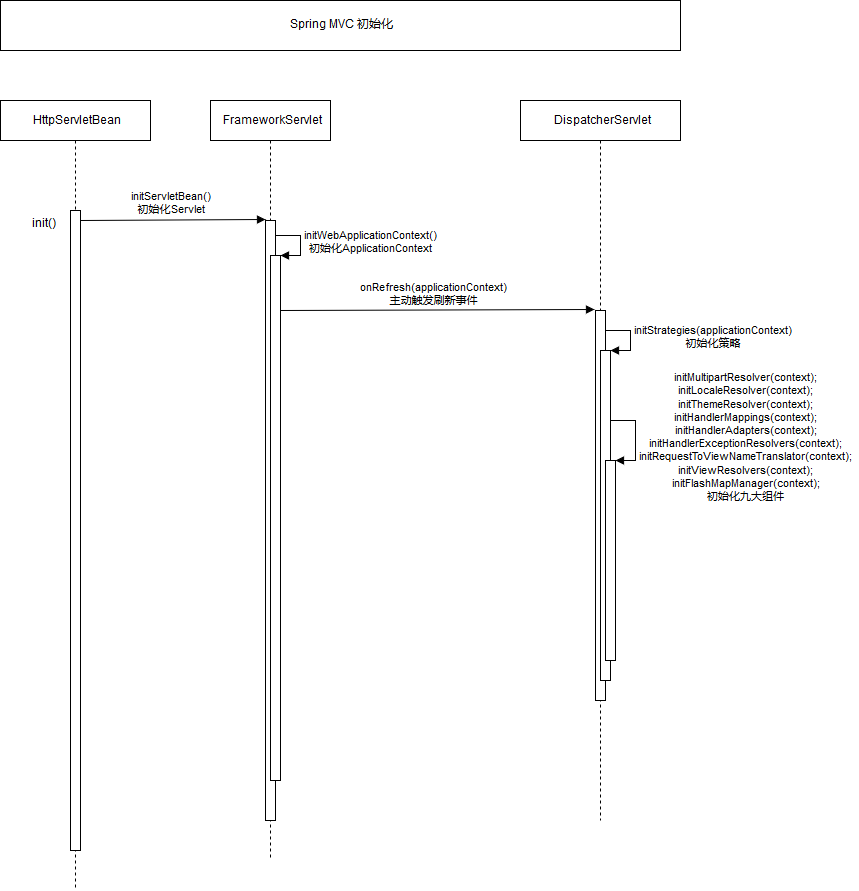 Spring MVC 初始化
HttpServletBean
FrameworkServlet
DispatcherServlet
init()
initServletBean()
初始化Servlet
initWebApplicationContext()
初始化ApplicationContext
onRefresh(applicationContext)
主动触发刷新事件
initStrategies(applicationContext)
初始化策略
initMultipartResolver(context);
initLocaleResolver(context);
initThemeResolver(context);
initHandlerMappings(context);
initHandlerAdapters(context);
initHandlerExceptionResolvers(context);
initRequestToViewNameTranslator(context);
initViewResolvers(context);
initFlashMapManager(context);
初始化九大组件